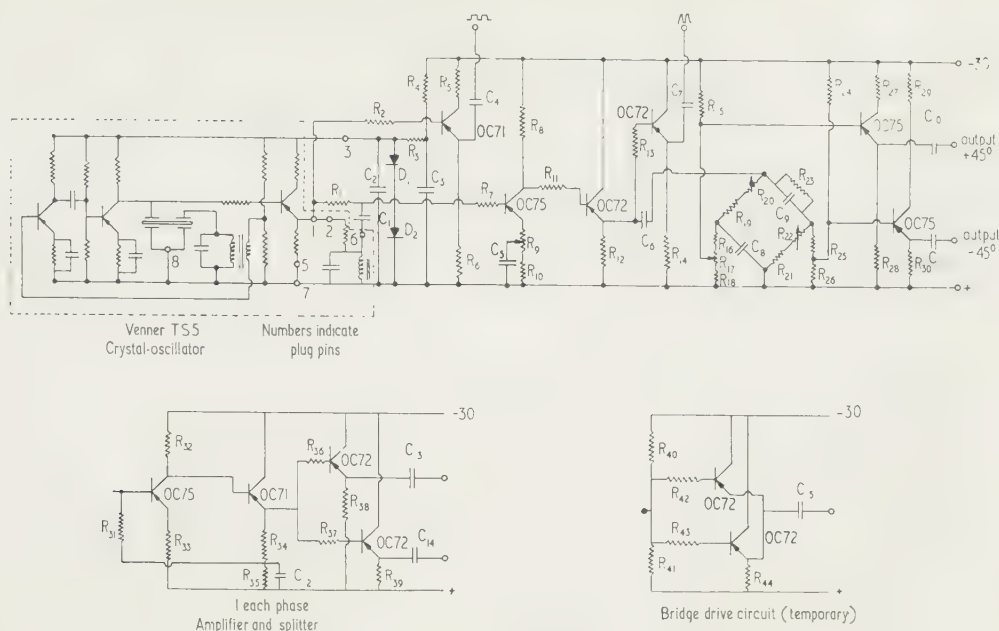 R4
R5
C4
-30
R2
OC71
R8
OC72
C7
R15
R24
R27
R29
R13
OC75
C0
output
+45°
3
R3
C2
D
C3
R11
R20
R23
C9
OC75
R1
C1
R7
OC75
OC72
R19
output
-45°
1
2
6
D2
R9
C6
R16
R22
8
C5
C8
R25
C
5
R6
R10
R12
R14
R17
R21
R28
R30
R18
R26
7
+
Venner TS5
Crystal-oscillator
Numbers indicate
plug pins
-30
R32
R36
OC72
C3
OC75
OC71
R38
R31
R37
R33
R34
OC72
C14
R35
C2
R39
+
1 each phase
Amplifier and splitter
-30
R40
R42
OC72
C5
R43
OC72
R41
R44
+
Bridge drive circuit (temporary)